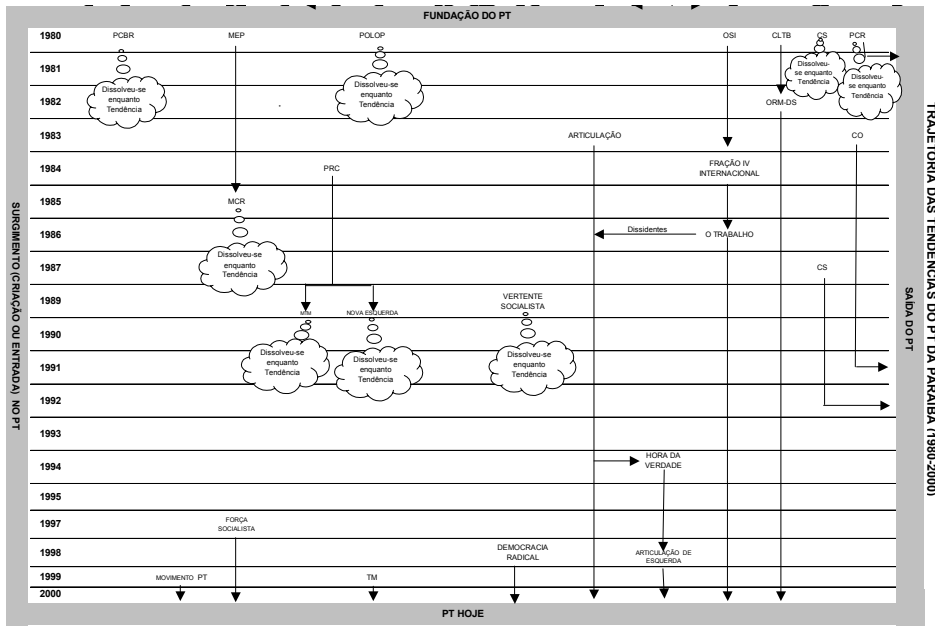 FUNDAÇÃO DO PT
1980 PCBR MEP POLOP OSI CLTB CS PCR
1981
Dissolveu-se
enquanto
Tendência
Dissolveu-se
enquanto
Tendência
Dissolveu-
se enquanto
Tendência
Dissolveu-
se enquanto
Tendência
1982 ORM-DS
1983 ARTICULAÇÃO CO
1984 PRC
FRAÇÃO IV
INTERNACIONAL
1985 MCR
1986 Dissidentes O TRABALHO
Dissolveu-se
enquanto
Tendência
1987 CS
1989
VERTENTE
SOCIALISTA
MTM NOVA ESQUERDA
1990
1991
Dissolveu-se
enquanto
Tendência
Dissolveu-se
enquanto
Tendência
Dissolveu-se
enquanto
Tendência
1992
1993
1994
HORA DA
VERDADE
1995
1997
FORÇA
SOCIALISTA
1998
DEMOCRACIA
RADICAL
ARTICULAÇÃO DE
ESQUERDA
1999 MOVIMENTO PT TM
2000
PT HOJE
SURGIMENTO (CRIAÇÃO OU ENTRADA) NO PT
SAÍDA DO PT
TRAJETÓRIA DAS TENDÊNCIAS DO PT DA PARAÍBA (1980-2000)